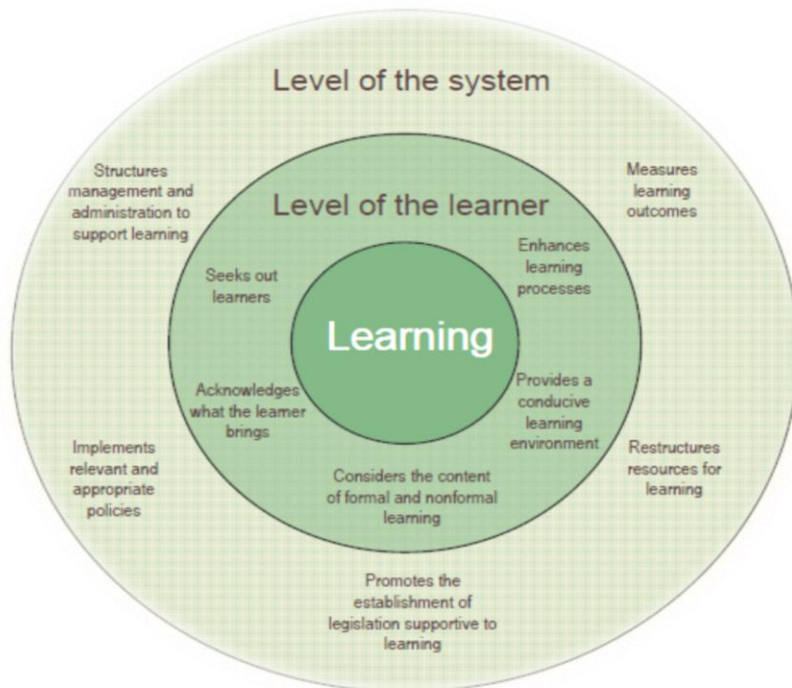 Level of the system
Structures
management and
administration to
support learning
Measures
learning
outcomes
Level of the learner
Seeks out
learners
Enhances
learning
processes
Learning
Acknowledges
what the learner
brings
Provides a
conducive
learning
environment
Implements
relevant and
appropriate
policies
Considers the content
of formal and nonformal
learning
Restructures
resources for
learning
Promotes the
establishment of
legislation supportive to
learning